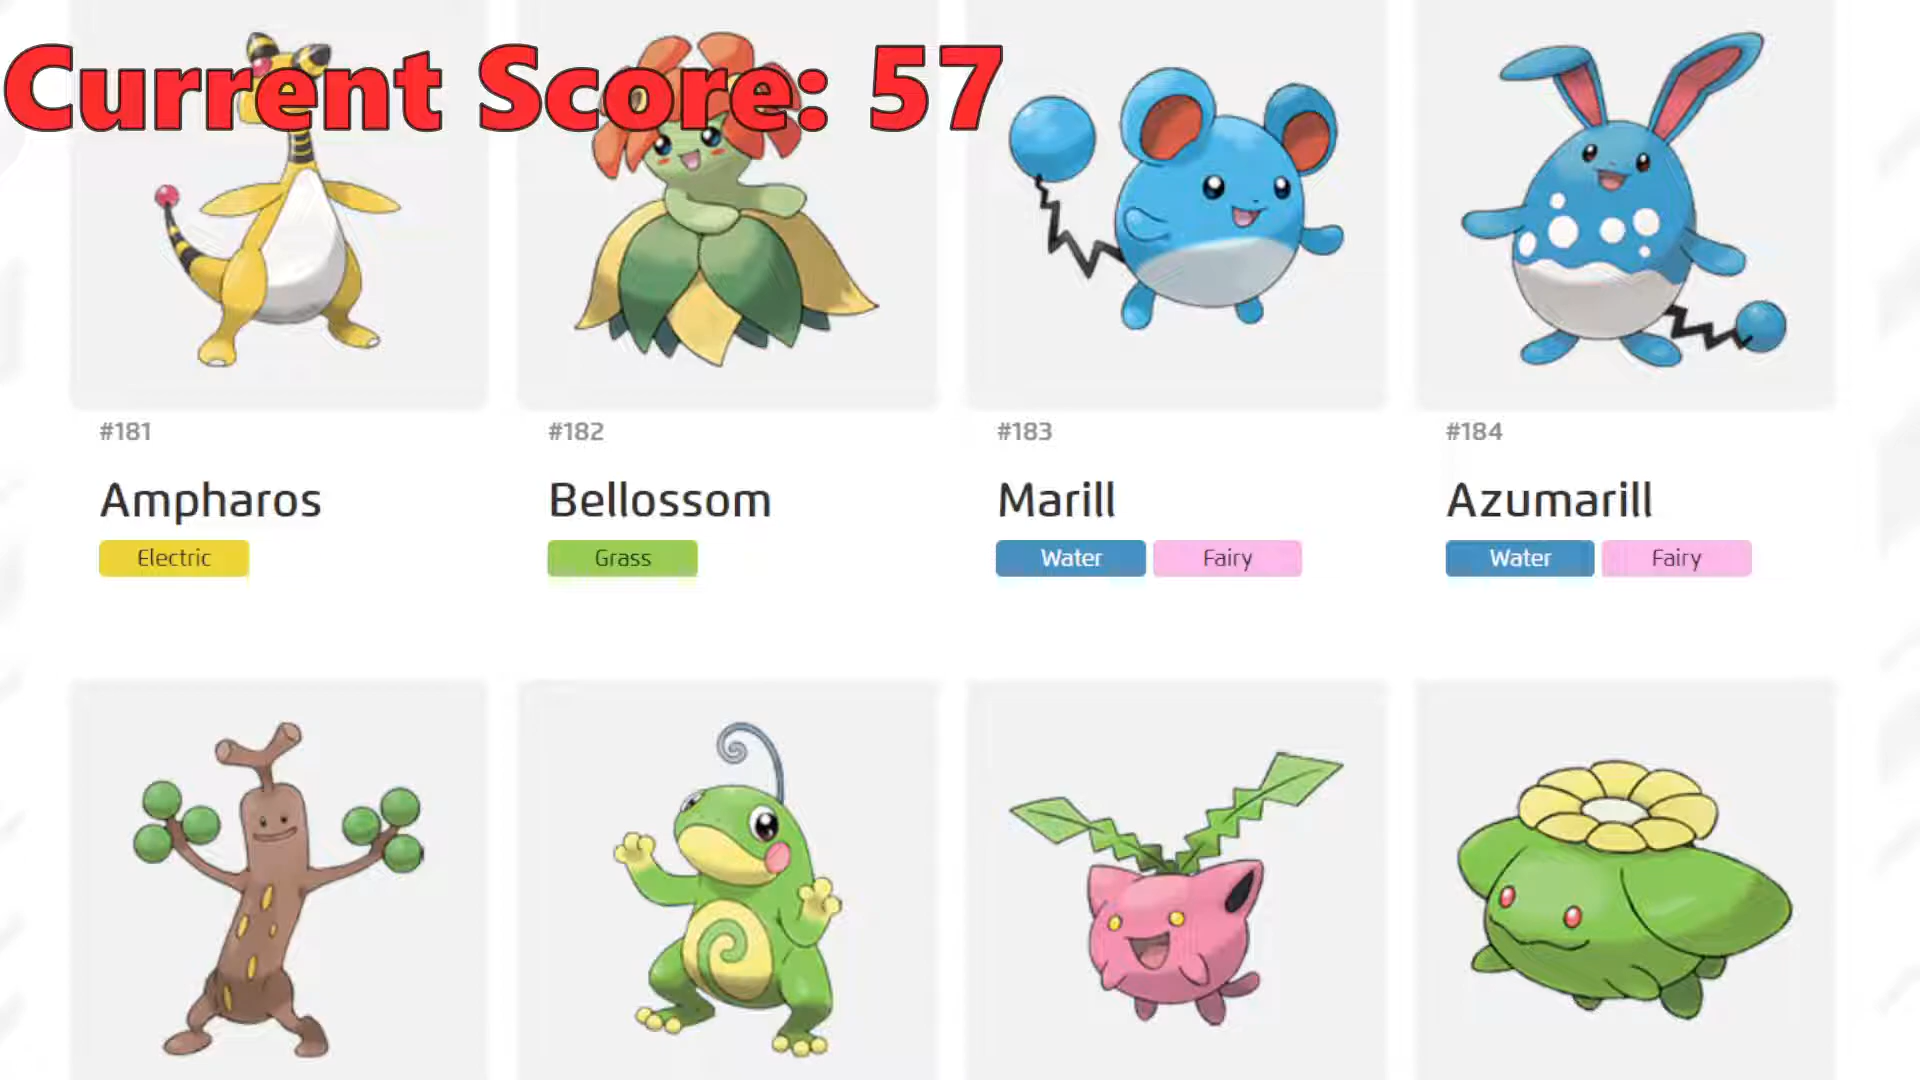 Current Score: 57
#181
#182
#183
#184
Ampharos
Bellossom
Marill
Azumarill
Electric
Grass
Water
Fairy
Water
Fairy